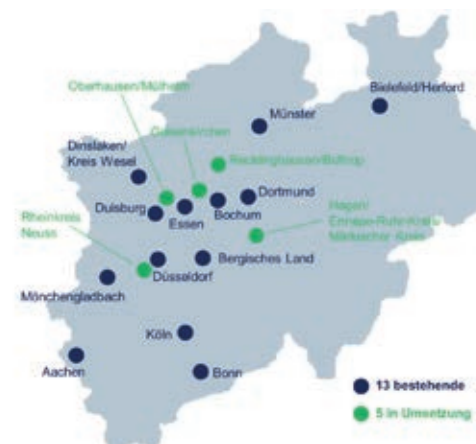 Oberhausen/Mülheim
Bielefeld/Herford
Gelsenkirchen
Münster
Dinslaken/
Kreis Wesel
Recklinghausen/Bottrop
Dortmund
Duisburg
Essen
Bochum
Hagen/
Ennepe-Ruhr-Kreis/
Märkischer Kreis
Rheinkreis
Neuss
Bergisches Land
Düsseldorf
Mönchengladbach
Köln
Aachen
Bonn
13 bestehende
5 in Umsetzung